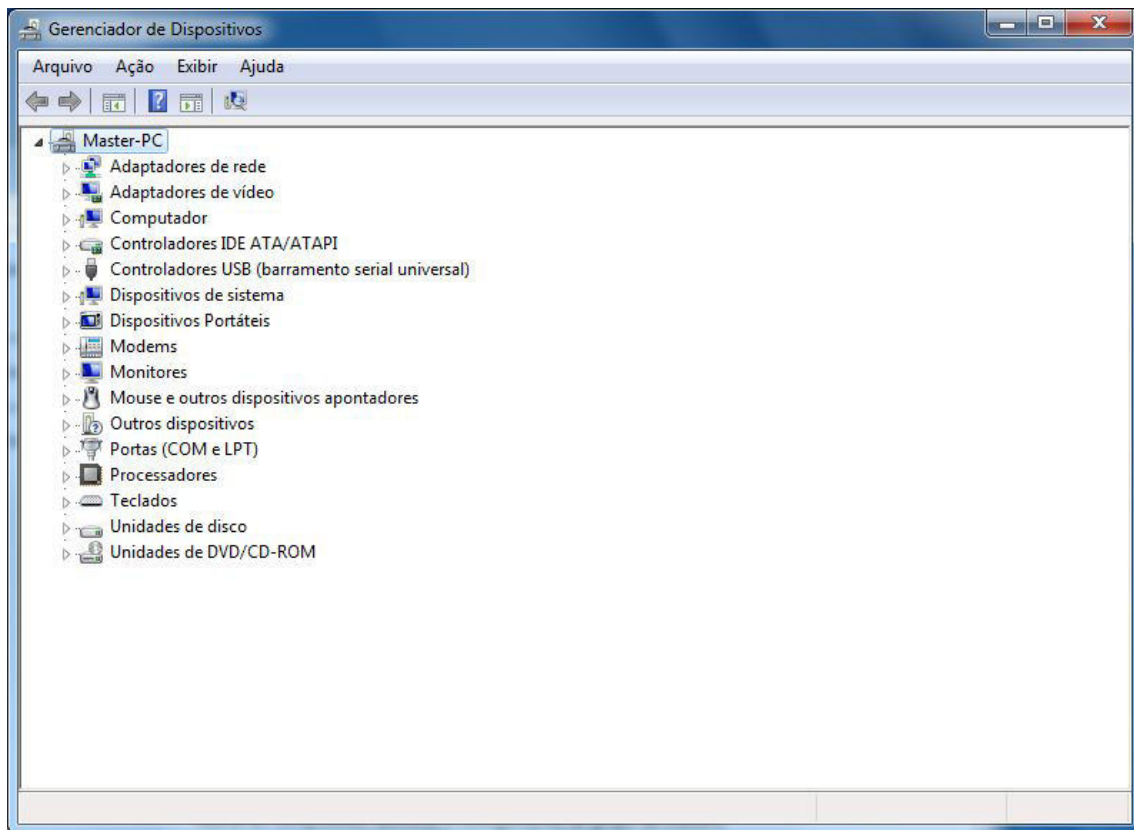 Gerenciador de Dispositivos
Arquivo Ação Exibir Ajuda
Master-PC
Adaptadores de rede
Adaptadores de vídeo
Computador
Controladores IDE ATA/ATAPI
Controladores USB (barramento serial universal)
Dispositivos de sistema
Dispositivos Portáteis
Modems
Monitores
Mouse e outros dispositivos apontadores
Outros dispositivos
Portas (COM e LPT)
Processadores
Teclados
Unidades de disco
Unidades de DVD/CD-ROM